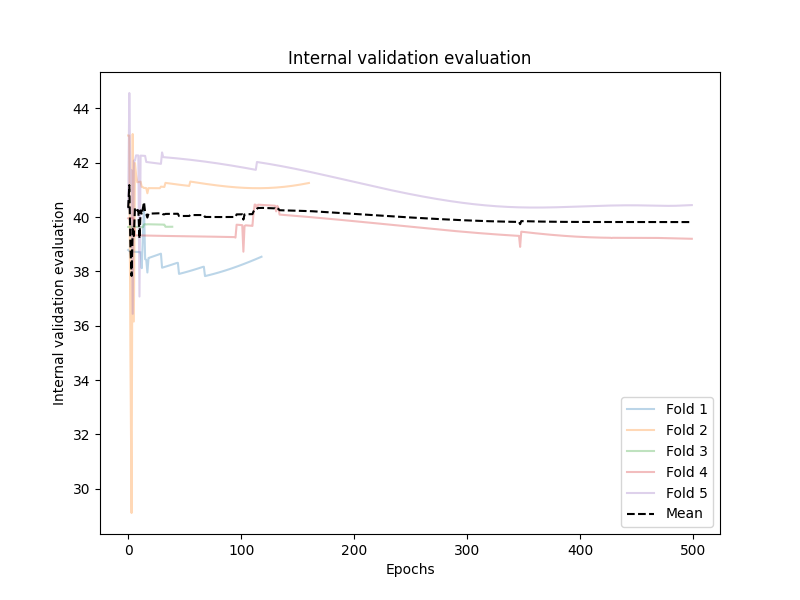 Internal validation evaluation
Internal validation evaluation
44
42
40
38
36
34
32
30
0
100
200
300
400
500
Epochs
Fold 1
Fold 2
Fold 3
Fold 4
Fold 5
Mean